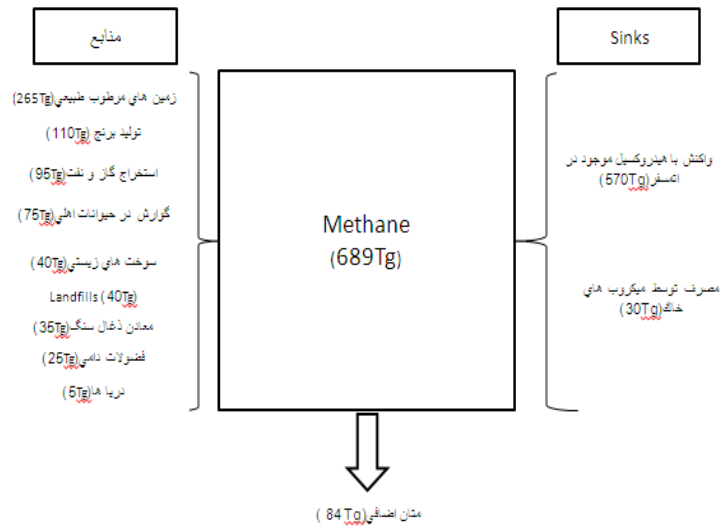 منابع
زمین های مرطوب طبیعی(265Tg)
تولید برنج (110Tg)
استخراج گاز و نفت(95Tg)
گوارش در حیوانات اهلی(75Tg)
سوخت های زیستی(40Tg)
Landfills (40Tg)
معادن ذغال سنگ(35Tg)
فضولات دامی(25Tg)
دریا ها(5Tg)
Methane
(689Tg)
Sinks
واکنش با هیدروکسیل موجود در
اتمسفر(570Tg)
مصرف توسط میکروب های
خاک(30Tg)
متان اضافی(84 Tg )